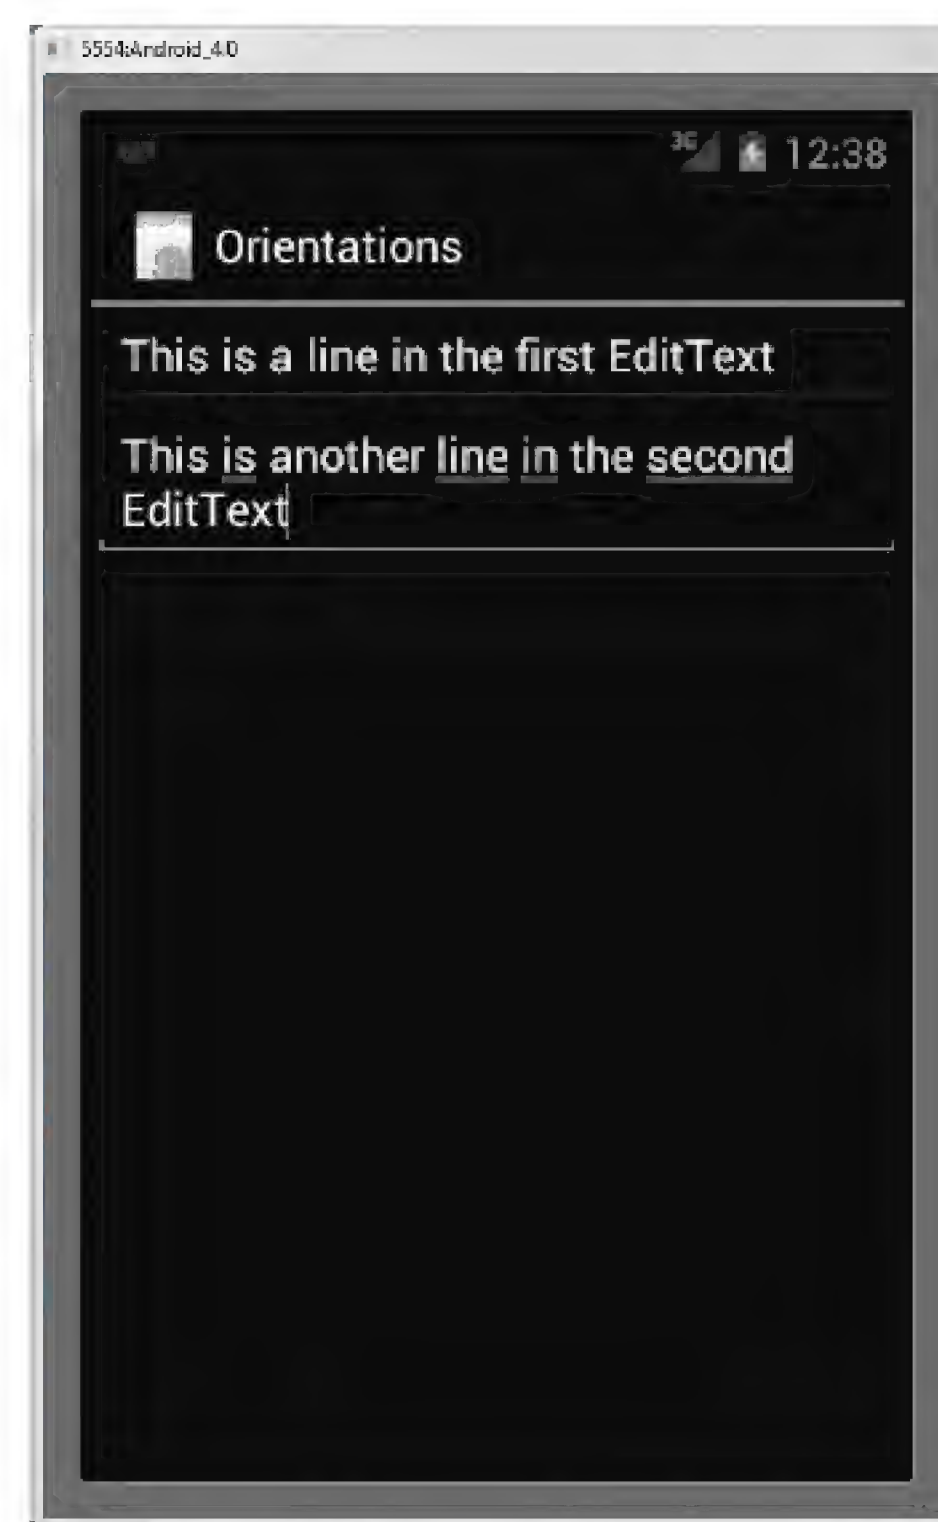 5554:Android_4.0
3G 12:38
Orientations
This is a line in the first EditText
This is another line in the second
EditText